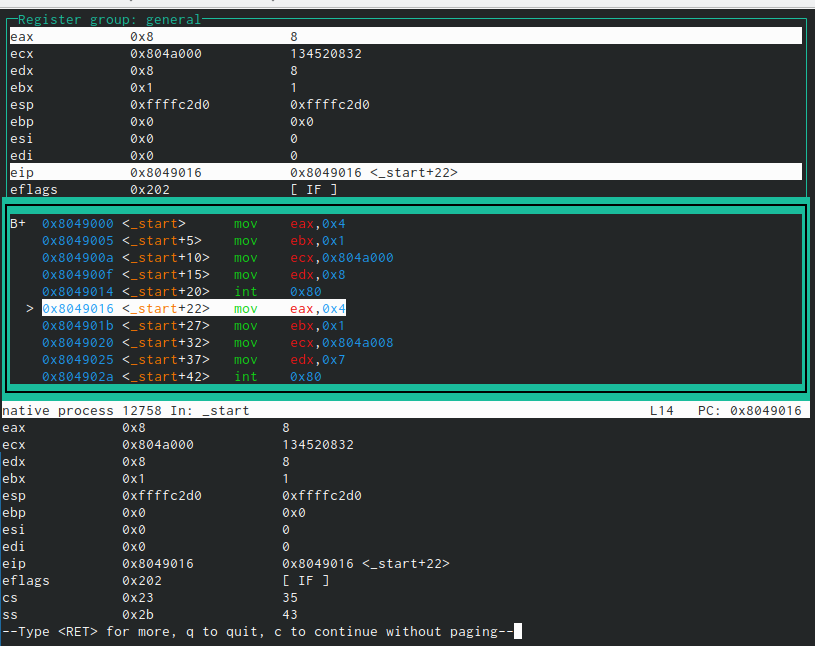 Register group: general
eax 0x8 8
ecx 0x804a000 134520832
edx 0x8 8
ebx 0x1 1
esp 0xffffc2d0 0xffffc2d0
ebp 0x0 0x0
esi 0x0 0
edi 0x0 0
eip 0x8049016 0x8049016 <_start+22>
eflags 0x202 [ IF ]
B+ 0x8049000 <_start> mov eax,0x4
0x8049005 <_start+5> mov ebx,0x1
0x804900a <_start+10> mov ecx,0x804a000
0x804900f <_start+15> mov edx,0x8
0x8049014 <_start+20> int 0x80
> 0x8049016 <_start+22> mov eax,0x4
0x804901b <_start+27> mov ebx,0x1
0x8049020 <_start+32> mov ecx,0x804a008
0x8049025 <_start+37> mov edx,0x7
0x804902a <_start+42> int 0x80
native process 12758 In: _start L14 PC: 0x8049016
eax 0x8 8
ecx 0x804a000 134520832
edx 0x8 8
ebx 0x1 1
esp 0xffffc2d0 0xffffc2d0
ebp 0x0 0x0
esi 0x0 0
edi 0x0 0
eip 0x8049016 0x8049016 <_start+22>
eflags 0x202 [ IF ]
cs 0x23 35
ss 0x2b 43
--Type <RET> for more, q to quit, c to continue without paging--